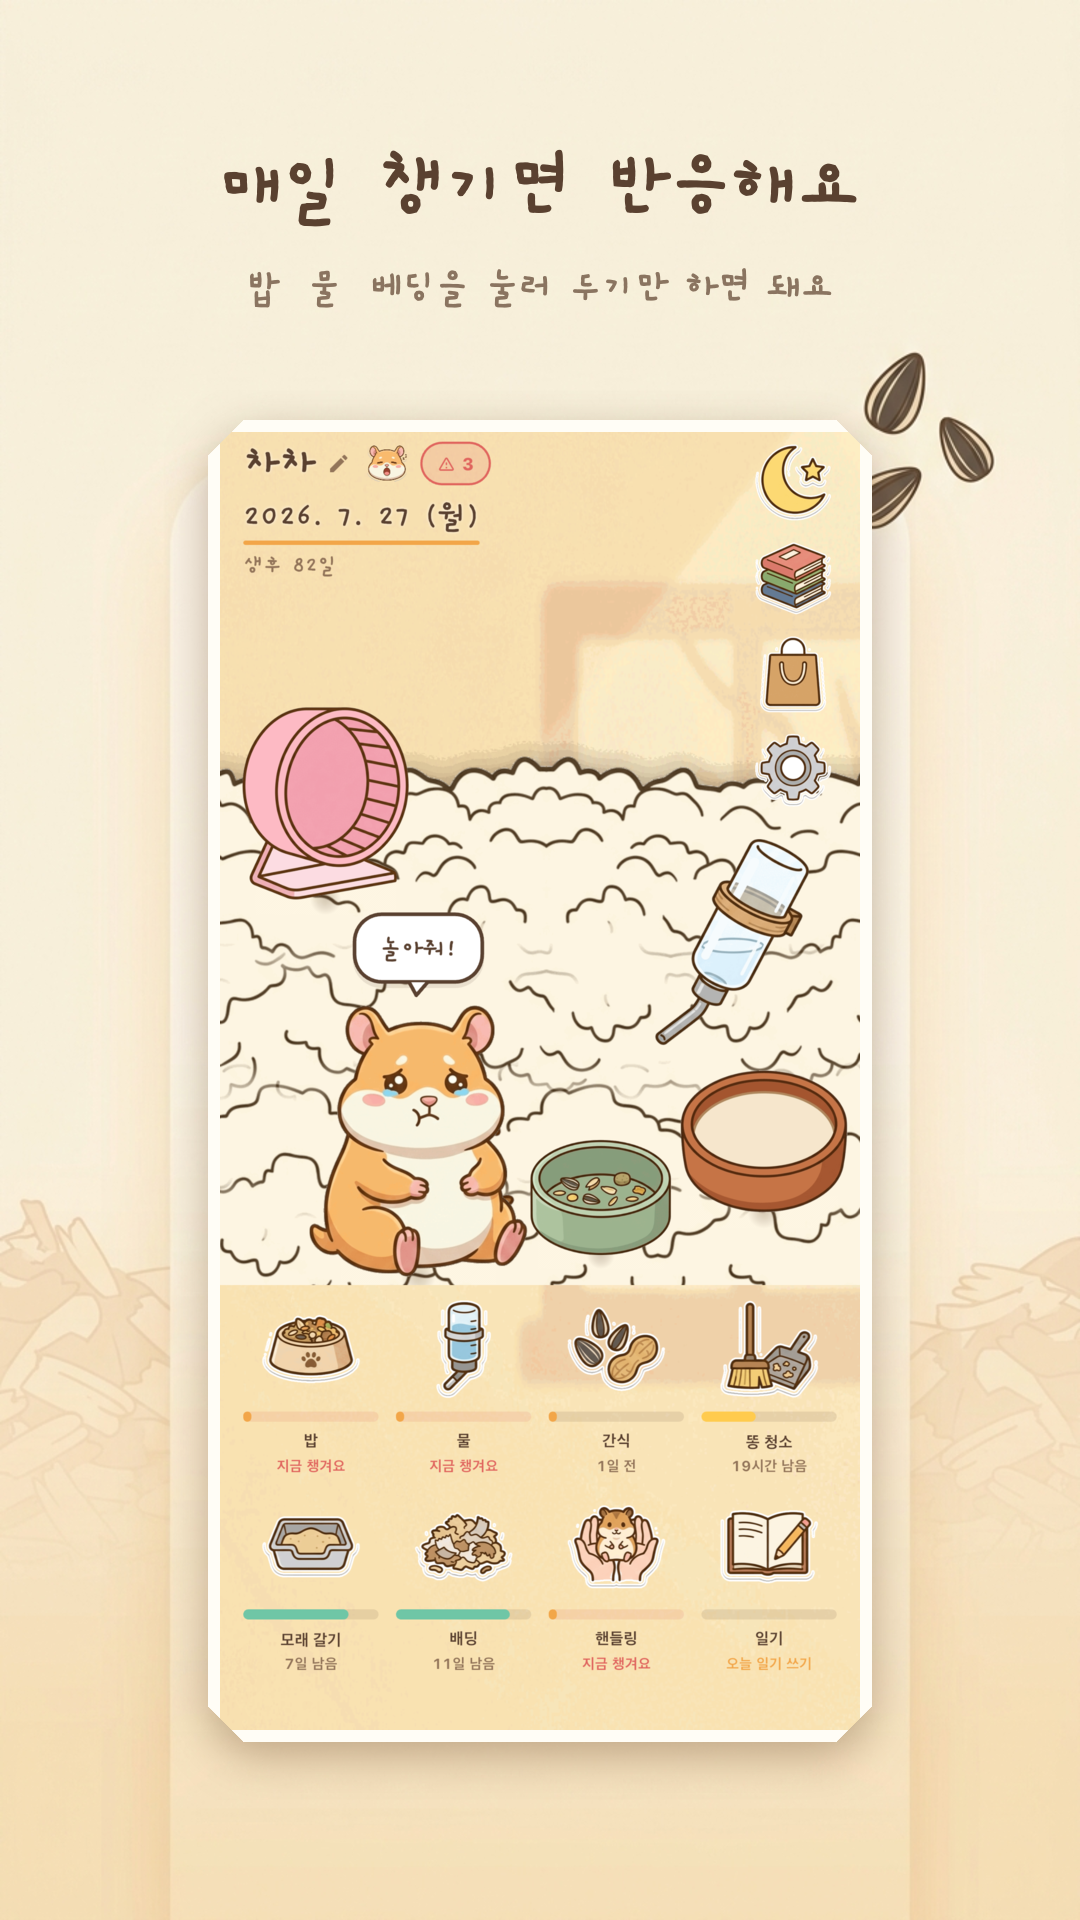 매일 챙기면 반응해요
밥 물 베딩을 눌러 두기만 하면 돼요
차차
3
2026. 7. 27 (월)
생후 82일
놀아줘!
밥
지금 챙겨요
물
지금 챙겨요
간식
1일 전
똥 청소
19시간 남음
모래 갈기
7일 남음
배딩
11일 남음
핸들링
지금 챙겨요
일기
오늘 일기 쓰기